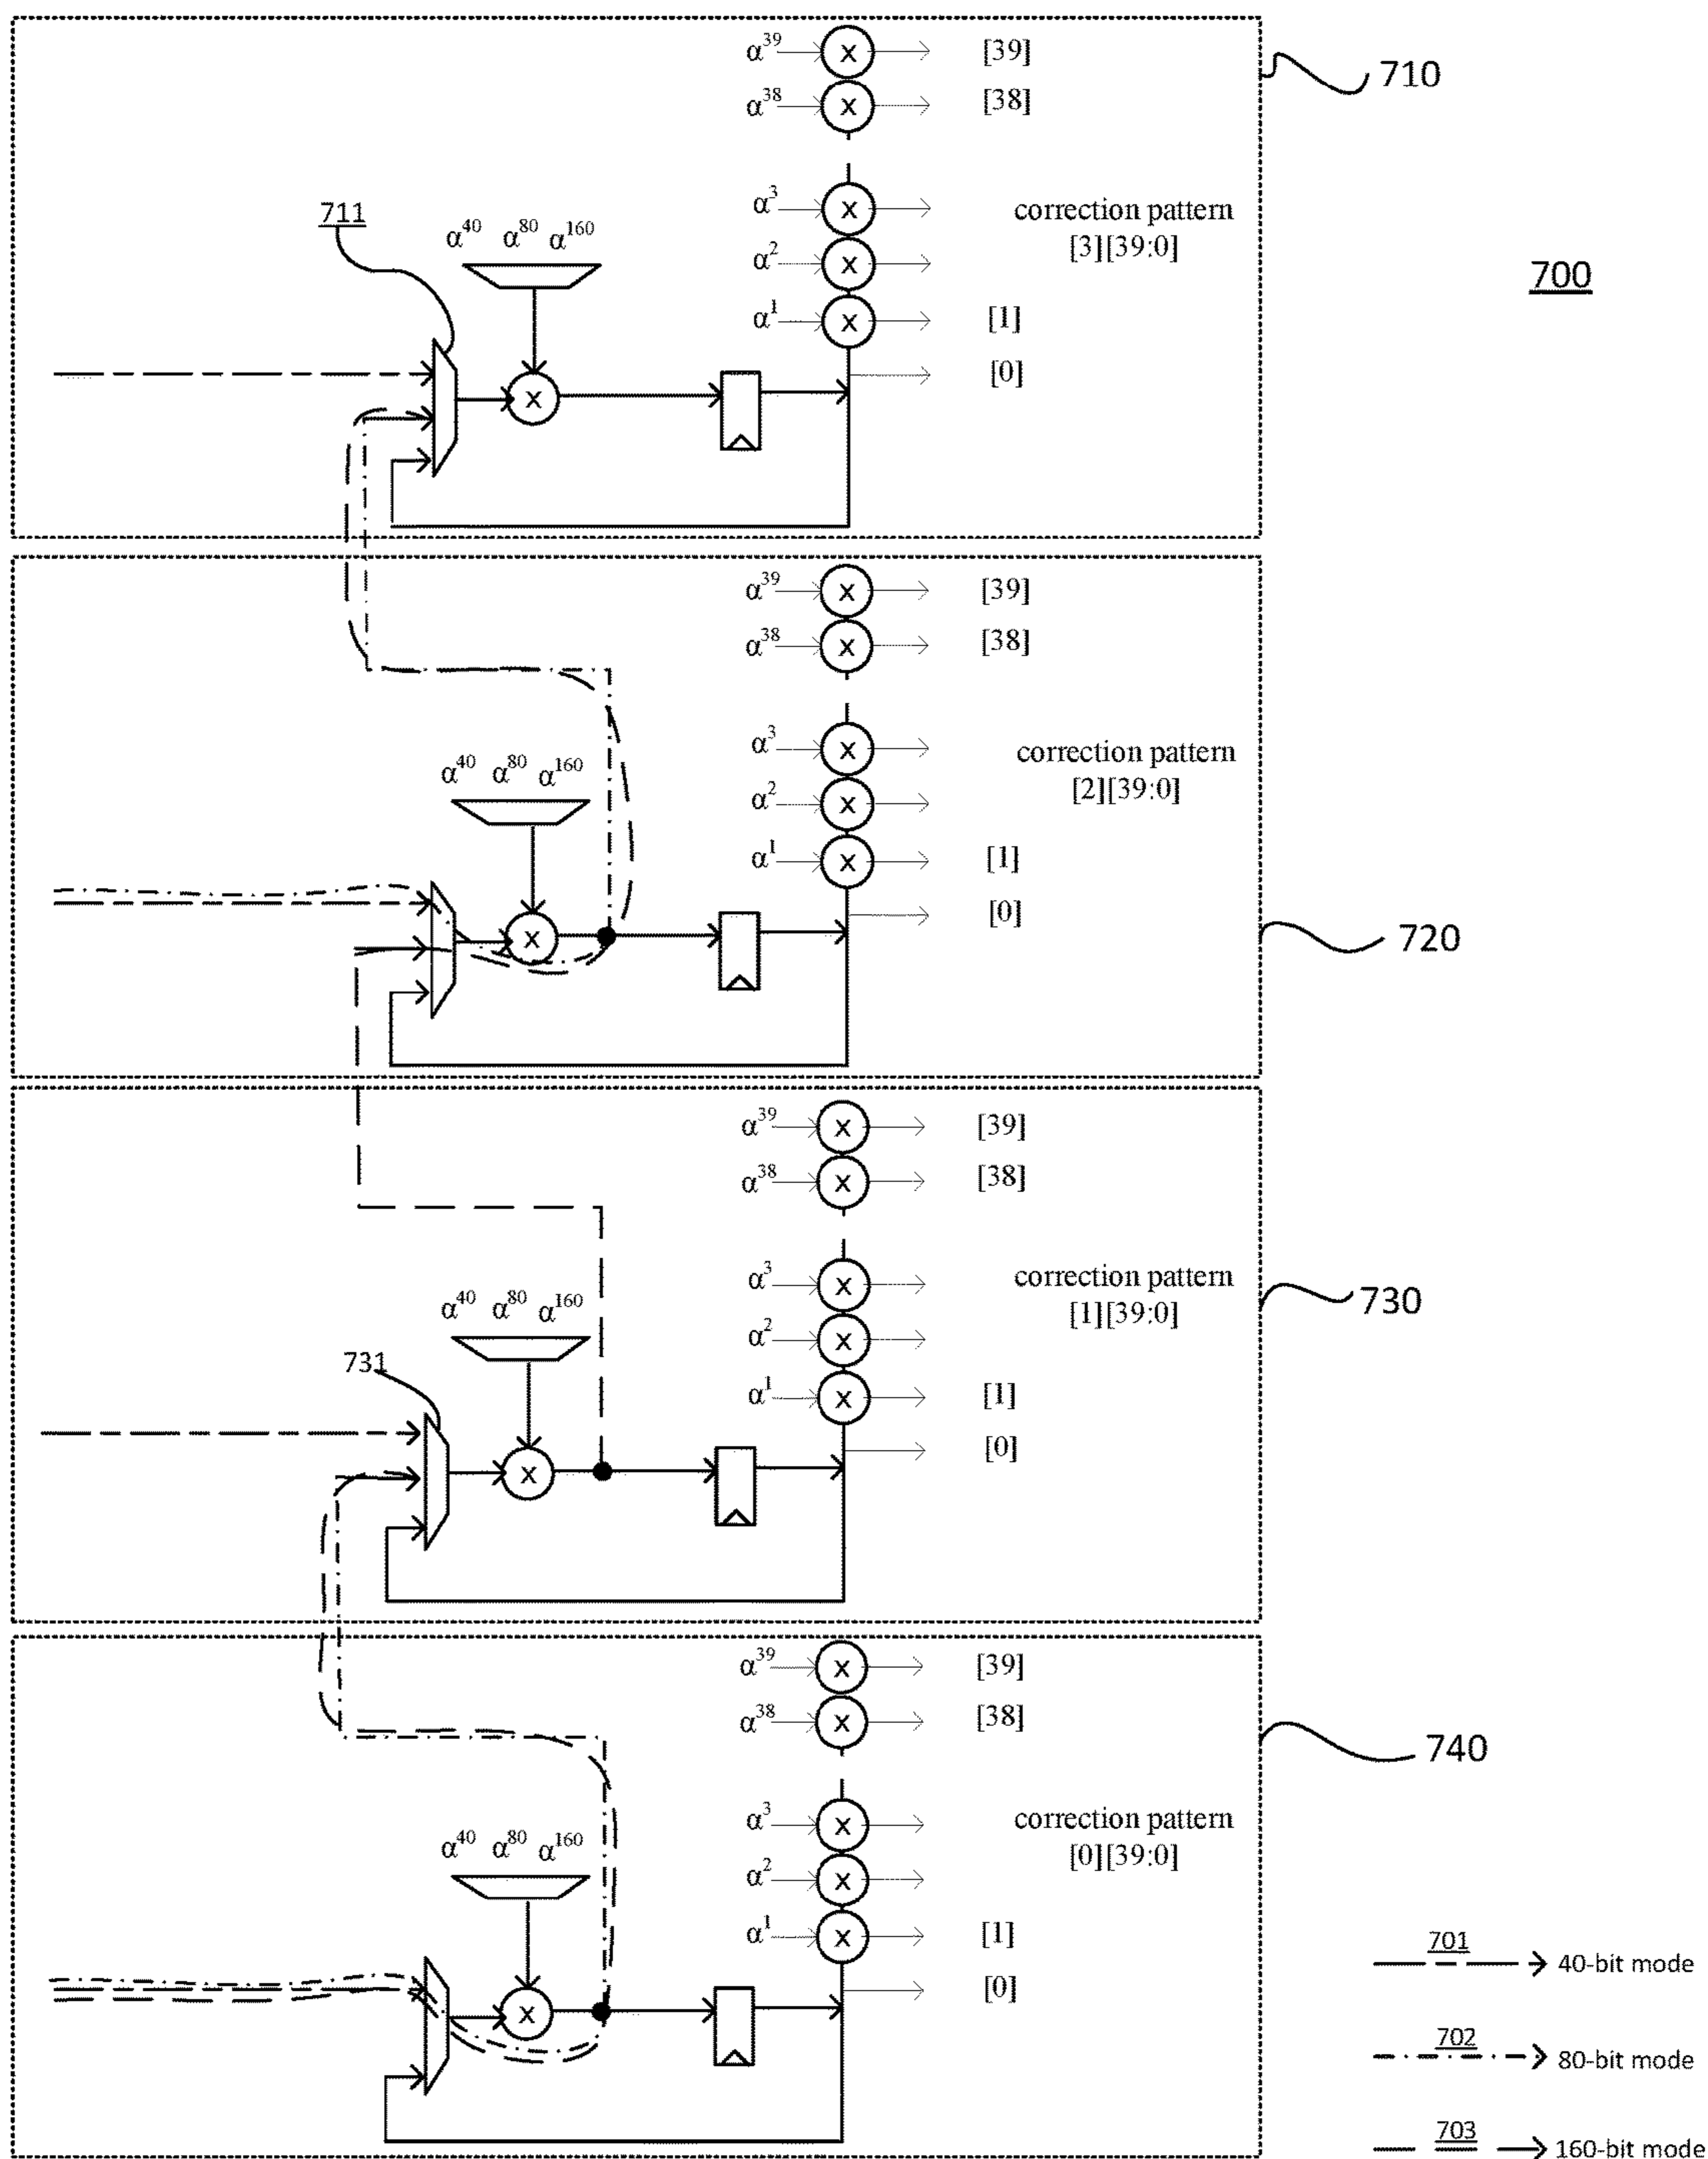 α³⁹ x [39]
710
α³⁸ x [38]
α³ x correction pattern
711
α⁴⁰ α⁸⁰ α¹⁶⁰
α² x [3][39:0]
700
α¹ x [1]
[0]
x
α³⁹ x [39]
α³⁸ x [38]
α³ x correction pattern
α⁴⁰ α⁸⁰ α¹⁶⁰
α² x [2][39:0]
α¹ x [1]
[0]
720
x
α³⁹ x [39]
α³⁸ x [38]
α³ x correction pattern
730
α⁴⁰ α⁸⁰ α¹⁶⁰
α² x [1][39:0]
731
α¹ x [1]
[0]
x
α³⁹ x [39]
α³⁸ x [38]
740
α³ x correction pattern
α⁴⁰ α⁸⁰ α¹⁶⁰
α² x [0][39:0]
α¹ x [1]
[0]
x
701 40-bit mode
702 80-bit mode
703 160-bit mode